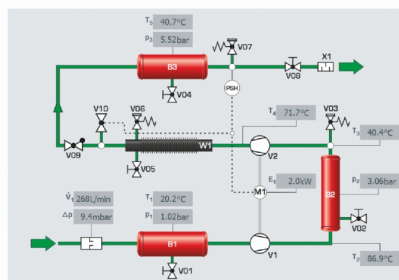 T₅ 40.7°C
p₃ 5.52bar
V07
B3
V08
X1
V04
PSH
V10
V06
T₄ 71.7°C
V03
V09
W1
V2
T₃ 40.4°C
V05
E₁ 2.0kW
M1
B2
p₂ 3.06bar
V̇₁ 268L/min
T₁ 20.2°C
Δp 9.4mbar
p₁ 1.02bar
V02
B1
V1
V01
T₂ 86.9°C